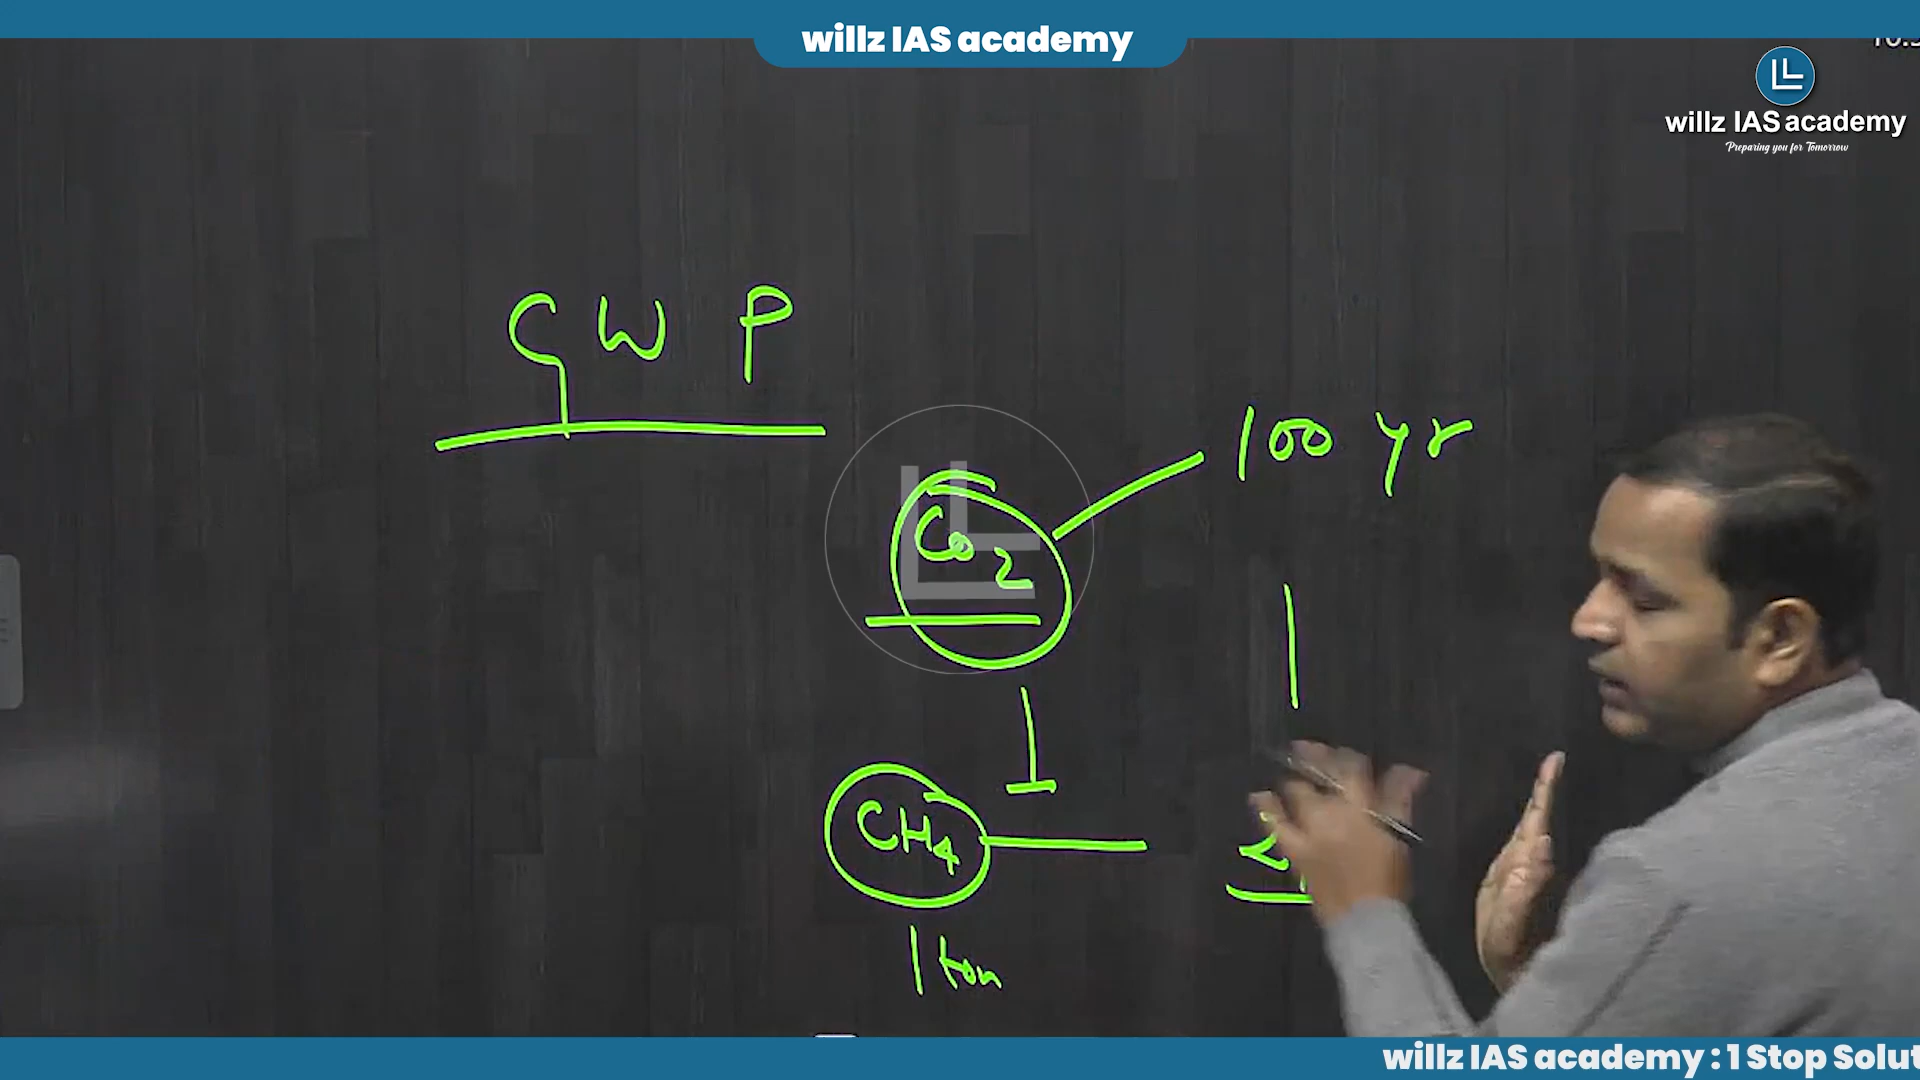 willz IAS academy
willz IAS academy
Preparing you for Tomorrow
G W P
100 yr
CO2
1
1
CH4
1 ton
willz IAS academy : 1 Stop Solut